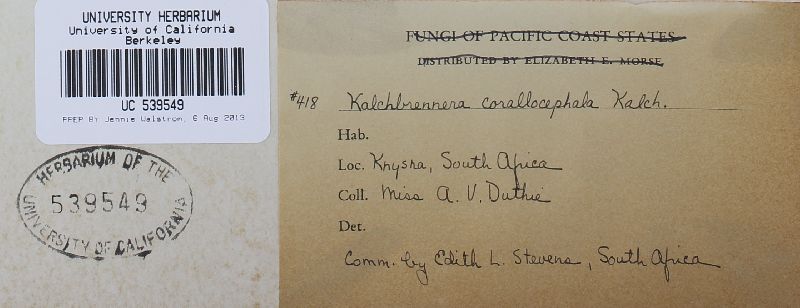 UNIVERSITY HERBARIUM
University of California
Berkeley
UC 539549
PREP BY Jennie Walstrom, 6 Aug 2013
HERBARIUM OF THE
539549
UNIVERSITY OF CALIFORNIA
FUNGI OF PACIFIC COAST STATES
DISTRIBUTED BY ELIZABETH E. MORSE
#418 Kalchbrennera corallocephala Kalch.
Hab.
Loc. Knysna, South Africa
Coll. Miss A. V. Duthie
Det.
Comm. by Edith L. Stevens, South Africa